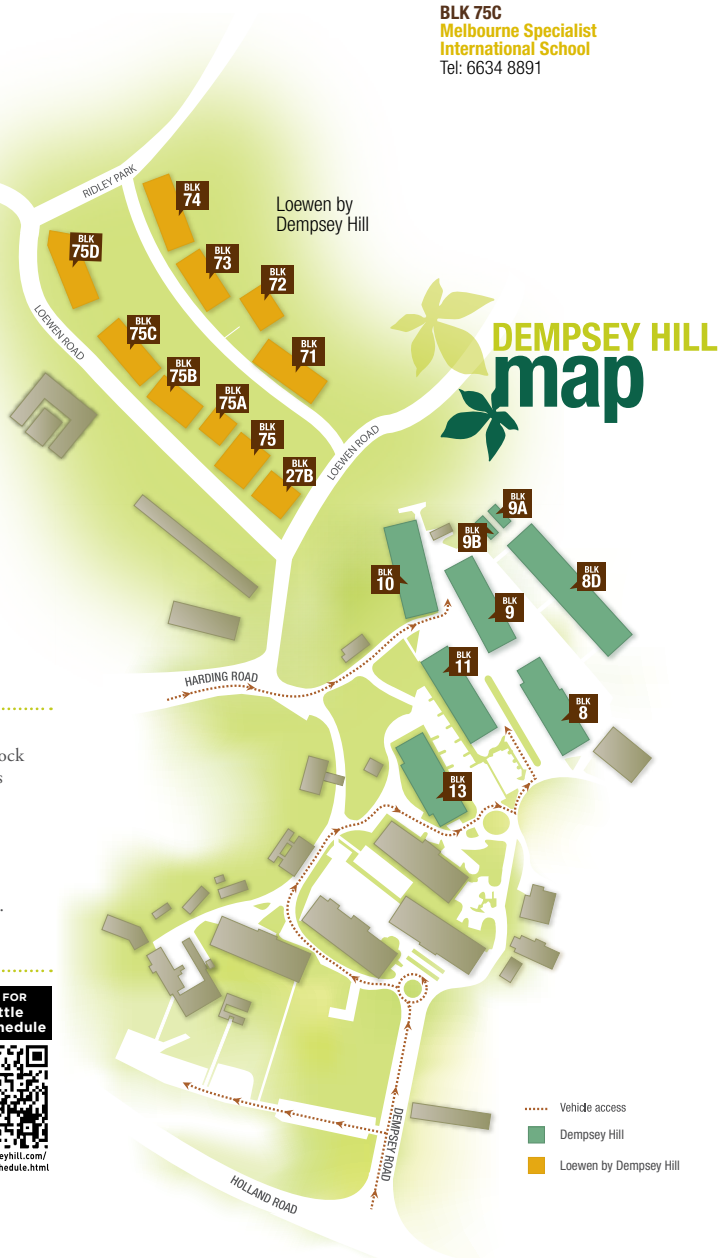 BLK 75C
Melbourne Specialist
International School
Tel: 6634 8891
RIDLEY PARK
BLK
74
Loewen by
Dempsey Hill
BLK
75D
BLK
73
BLK
72
LOEWEN ROAD
BLK
75C
BLK
71
DEMPSEY HILL
map
BLK
75B
BLK
75A
BLK
75
LOEWEN ROAD
BLK
27B
BLK
9A
BLK
9B
BLK
10
BLK
8D
BLK
9
BLK
11
HARDING ROAD
BLK
8
ock
s
BLK
13
.
FOR
ttle
hedule
eyhill.com/
hedule.html
DEMPSEY ROAD
HOLLAND ROAD
Vehicle access
Dempsey Hill
Loewen by Dempsey Hill